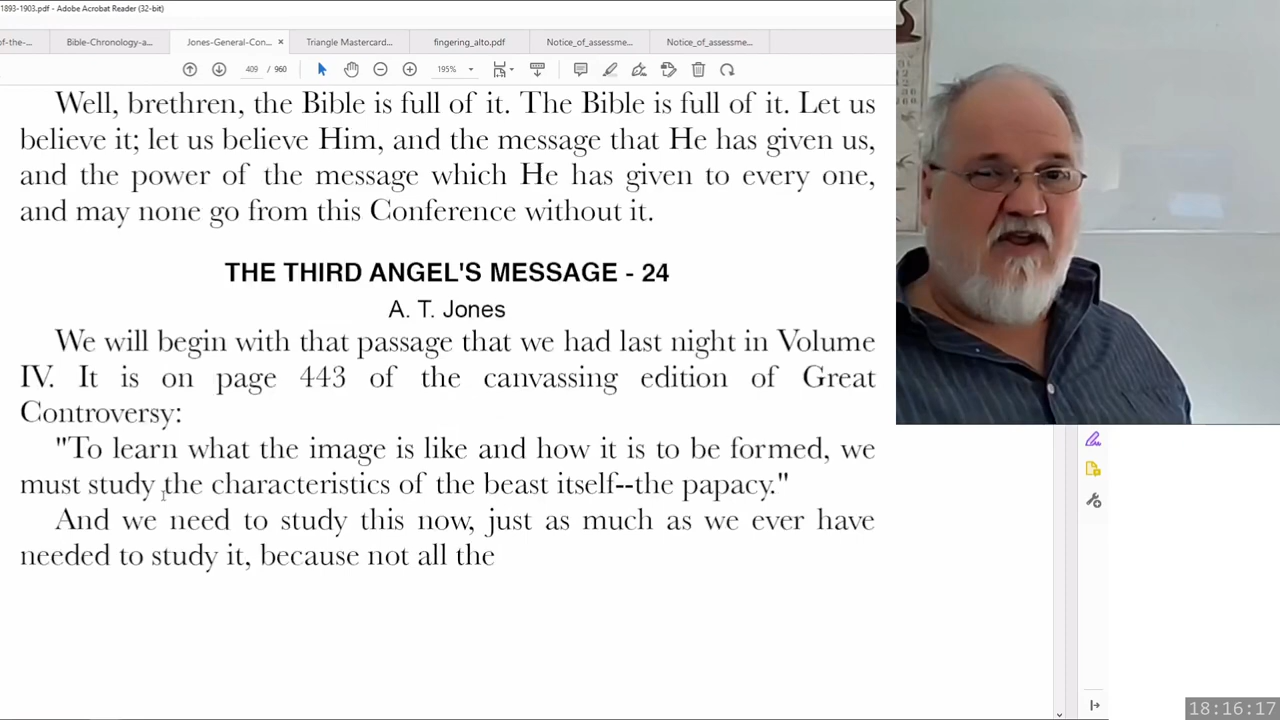 1893-1903.pdf - Adobe Acrobat Reader (32-bit)
of-the-... Bible-Chronology-a... Jones-General-Con... × Triangle Mastercard... fingering_alto.pdf Notice_of_assessme... Notice_of_assessme...
409 / 960 195%
Well, brethren, the Bible is full of it. The Bible is full of it. Let us
believe it; let us believe Him, and the message that He has given us,
and the power of the message which He has given to every one,
and may none go from this Conference without it.
THE THIRD ANGEL'S MESSAGE - 24
A. T. Jones
We will begin with that passage that we had last night in Volume
IV. It is on page 443 of the canvassing edition of Great
Controversy:
"To learn what the image is like and how it is to be formed, we
must study the characteristics of the beast itself--the papacy."
And we need to study this now, just as much as we ever have
needed to study it, because not all the
18:16:17